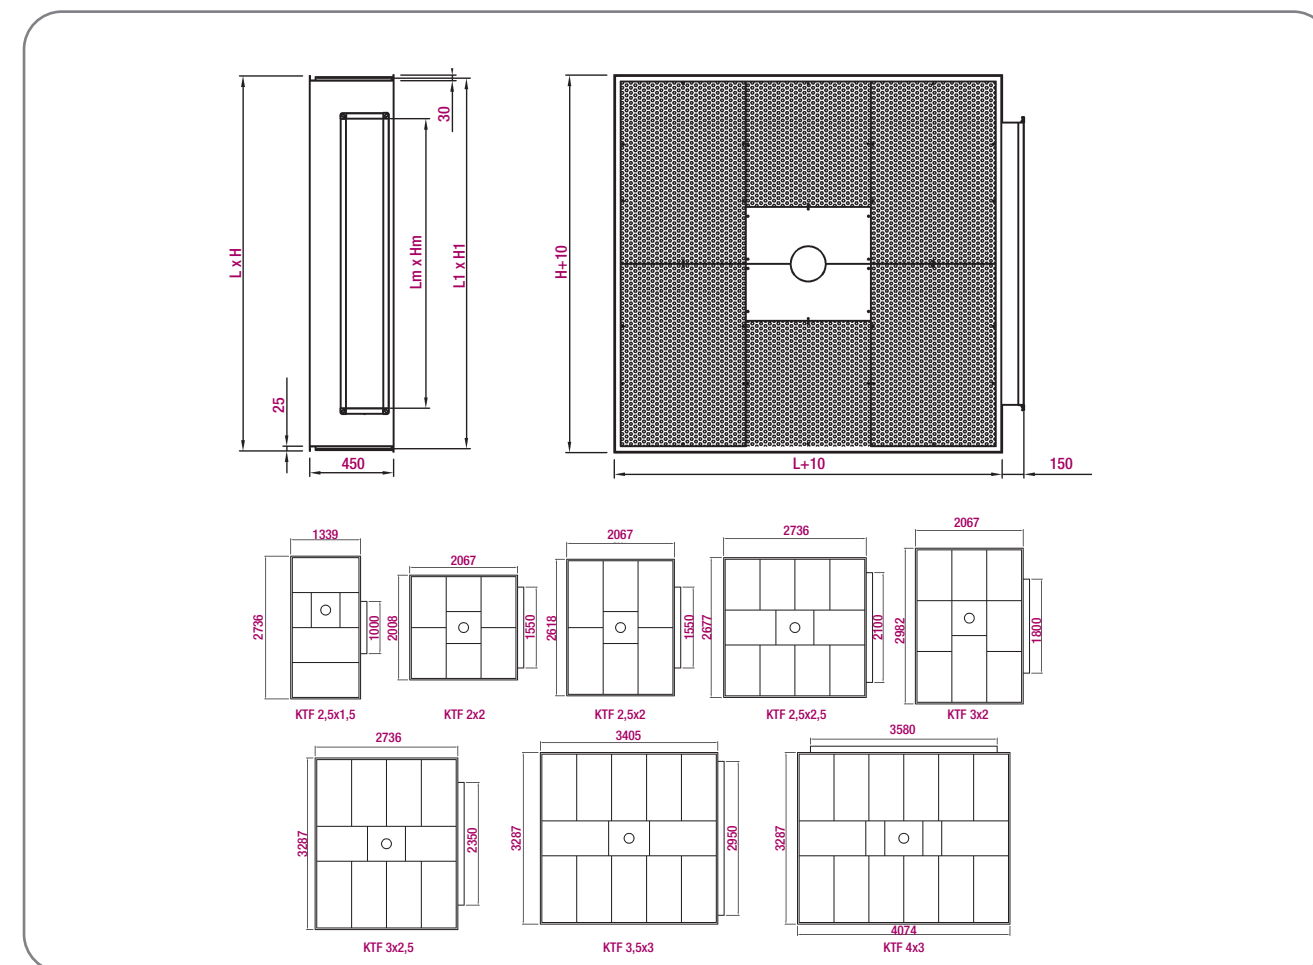 30
L x H
Lm x Hm
L1 x H1
25
450
H+10
L+10
150
1339
2736
1000
KTF 2,5x1,5
2067
2008
1550
KTF 2x2
2067
2618
1550
KTF 2,5x2
2736
2677
2100
KTF 2,5x2,5
2067
2982
1800
KTF 3x2
2736
3287
2350
KTF 3x2,5
3405
3287
2950
KTF 3,5x3
3580
3287
4074
KTF 4x3